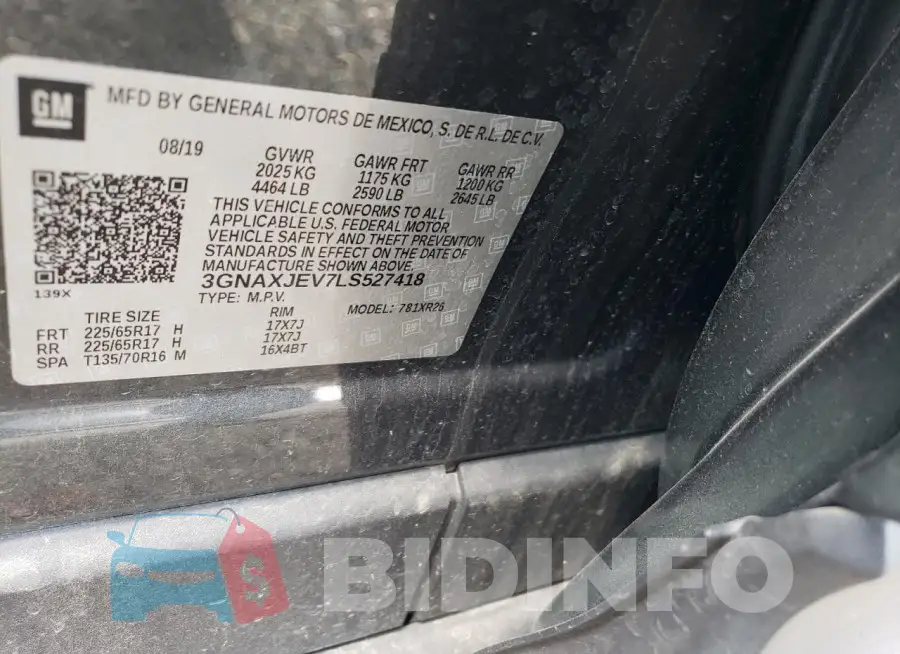 GM MFD BY GENERAL MOTORS DE MEXICO, S. DE R.L. DE C.V.
08/19 GVWR GAWR FRT GAWR RR
2025 KG 1175 KG 1200 KG
4464 LB 2590 LB 2645 LB
THIS VEHICLE CONFORMS TO ALL
APPLICABLE U.S. FEDERAL MOTOR
VEHICLE SAFETY AND THEFT PREVENTION
STANDARDS IN EFFECT ON THE DATE OF
MANUFACTURE SHOWN ABOVE.
3GNAXJEV7LS527418
139X TYPE: M.P.V. MODEL: 781XR26
TIRE SIZE RIM
FRT 225/65R17 H 17X7J
RR 225/65R17 H 17X7J
SPA T135/70R16 M 16X4BT
$ BIDINFO